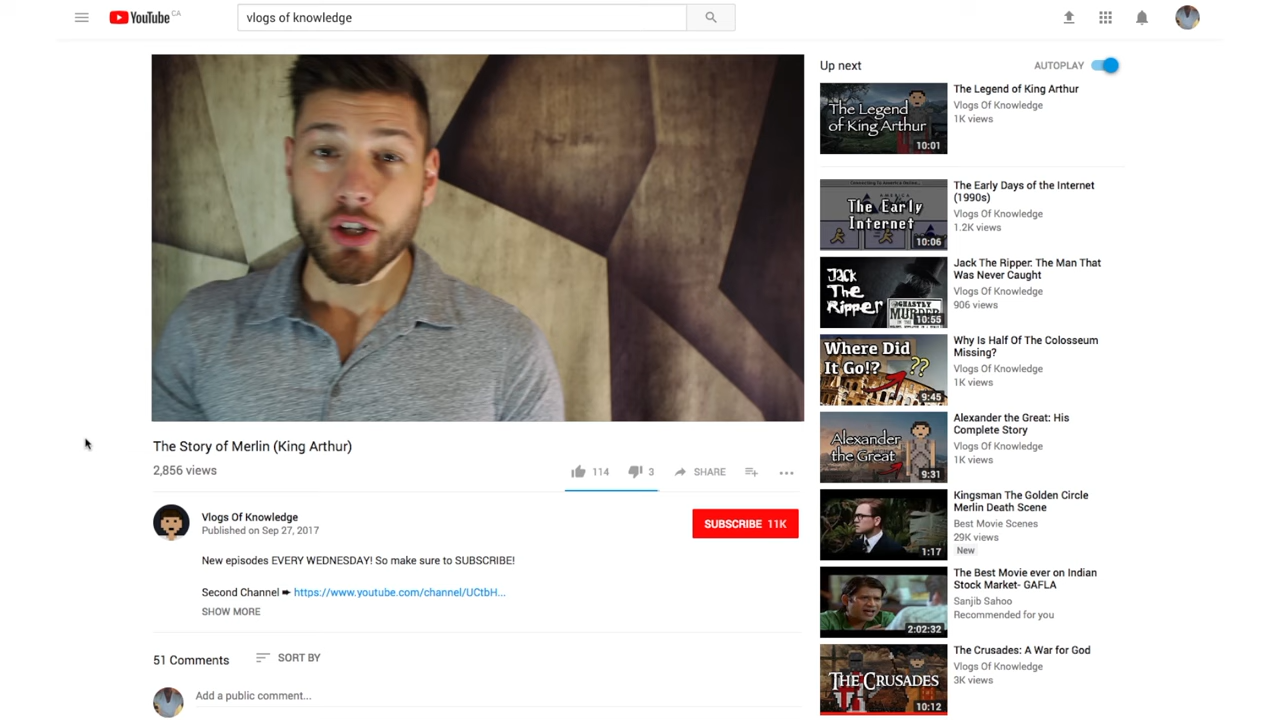 YouTube CA
vlogs of knowledge
Up next
AUTOPLAY
The Legend
of King Arthur
10:01
The Legend of King Arthur
Vlogs Of Knowledge
1K views
The Early
Internet
10:06
The Early Days of the Internet
(1990s)
Vlogs Of Knowledge
1.2K views
JACK
THE
RIPPER
GHASTLY
MURDER
10:55
Jack The Ripper: The Man That
Was Never Caught
Vlogs Of Knowledge
906 views
Where Did
It Go!?
??
9:45
Why Is Half Of The Colosseum
Missing?
Vlogs Of Knowledge
1K views
Alexander
the Great
9:31
Alexander the Great: His
Complete Story
Vlogs Of Knowledge
1K views
1:17
Kingsman The Golden Circle
Merlin Death Scene
Best Movie Scenes
29K views
New
2:02:32
The Best Movie ever on Indian
Stock Market- GAFLA
Sanjib Sahoo
Recommended for you
THE CRUSADES
10:12
The Crusades: A War for God
Vlogs Of Knowledge
3K views
The Story of Merlin (King Arthur)
2,856 views
114
3
SHARE
Vlogs Of Knowledge
Published on Sep 27, 2017
SUBSCRIBE 11K
New episodes EVERY WEDNESDAY! So make sure to SUBSCRIBE!
Second Channel ➨ https://www.youtube.com/channel/UCtbH...
SHOW MORE
51 Comments
SORT BY
Add a public comment...